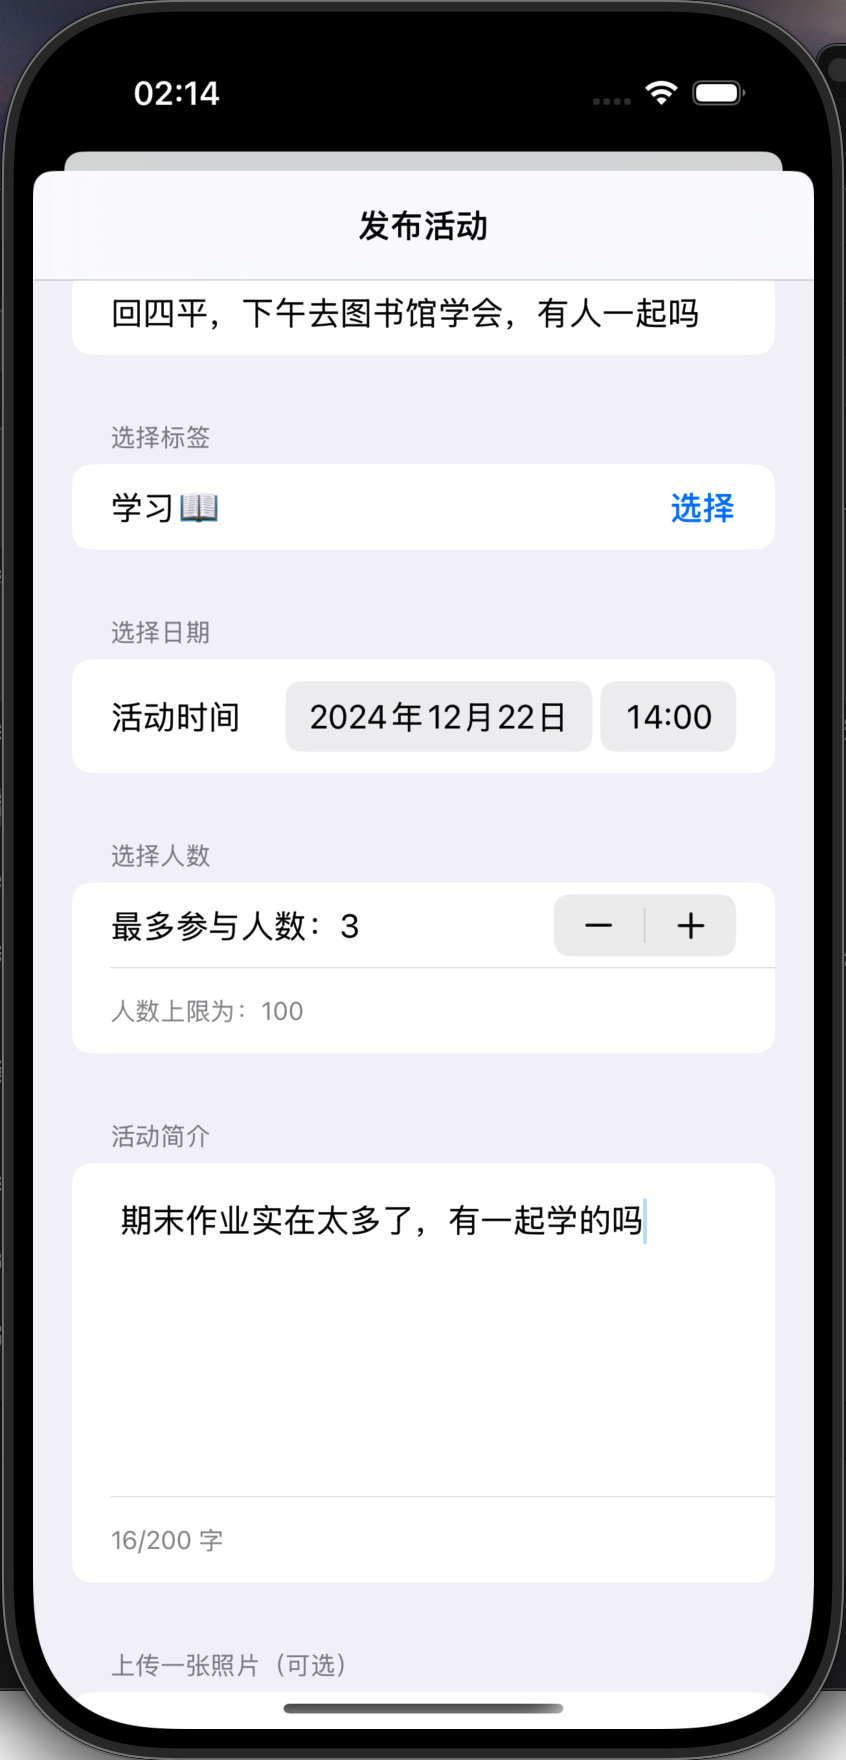 02:14
发布活动
回四平，下午去图书馆学会，有人一起吗
选择标签
学习📖 选择
选择日期
活动时间 2024年12月22日 14:00
选择人数
最多参与人数：3 − +
人数上限为：100
活动简介
期末作业实在太多了，有一起学的吗
16/200 字
上传一张照片（可选）